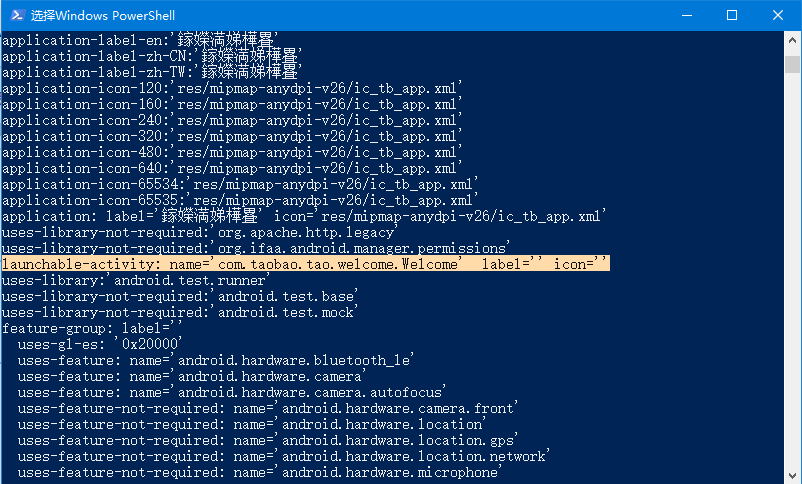 选择Windows PowerShell
application-label-en:'鎵嬫満娣樺疂'
application-label-zh-CN:'鎵嬫満娣樺疂'
application-label-zh-TW:'鎵嬫満娣樺疂'
application-icon-120:'res/mipmap-anydpi-v26/ic_tb_app.xml'
application-icon-160:'res/mipmap-anydpi-v26/ic_tb_app.xml'
application-icon-240:'res/mipmap-anydpi-v26/ic_tb_app.xml'
application-icon-320:'res/mipmap-anydpi-v26/ic_tb_app.xml'
application-icon-480:'res/mipmap-anydpi-v26/ic_tb_app.xml'
application-icon-640:'res/mipmap-anydpi-v26/ic_tb_app.xml'
application-icon-65534:'res/mipmap-anydpi-v26/ic_tb_app.xml'
application-icon-65535:'res/mipmap-anydpi-v26/ic_tb_app.xml'
application: label='鎵嬫満娣樺疂' icon='res/mipmap-anydpi-v26/ic_tb_app.xml'
uses-library-not-required:'org.apache.http.legacy'
uses-library-not-required:'org.ifaa.android.manager.permissions'
launchable-activity: name='com.taobao.tao.welcome.Welcome'  label='' icon=''
uses-library:'android.test.runner'
uses-library-not-required:'android.test.base'
uses-library-not-required:'android.test.mock'
feature-group: label=''
  uses-gl-es: '0x20000'
  uses-feature: name='android.hardware.bluetooth_le'
  uses-feature: name='android.hardware.camera'
  uses-feature: name='android.hardware.camera.autofocus'
  uses-feature-not-required: name='android.hardware.camera.front'
  uses-feature-not-required: name='android.hardware.location'
  uses-feature-not-required: name='android.hardware.location.gps'
  uses-feature-not-required: name='android.hardware.location.network'
  uses-feature-not-required: name='android.hardware.microphone'